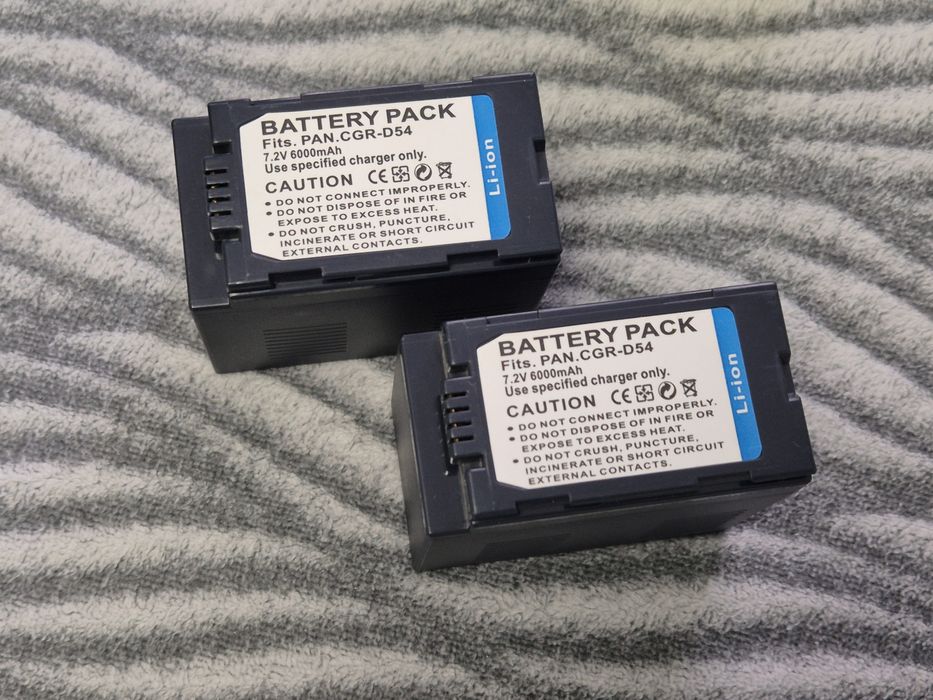 BATTERY PACK
Fits. PAN.CGR-D54
7.2V 6000mAh
Use specified charger only.
CAUTION CE
• DO NOT CONNECT IMPROPERLY.
• DO NOT DISPOSE OF IN FIRE OR
EXPOSE TO EXCESS HEAT.
• DO NOT CRUSH, PUNCTURE,
INCINERATE OR SHORT CIRCUIT
EXTERNAL CONTACTS.
Li-ion
BATTERY PACK
Fits. PAN.CGR-D54
7.2V 6000mAh
Use specified charger only.
CAUTION CE
• DO NOT CONNECT IMPROPERLY.
• DO NOT DISPOSE OF IN FIRE OR
EXPOSE TO EXCESS HEAT.
• DO NOT CRUSH, PUNCTURE,
INCINERATE OR SHORT CIRCUIT
EXTERNAL CONTACTS.
Li-ion